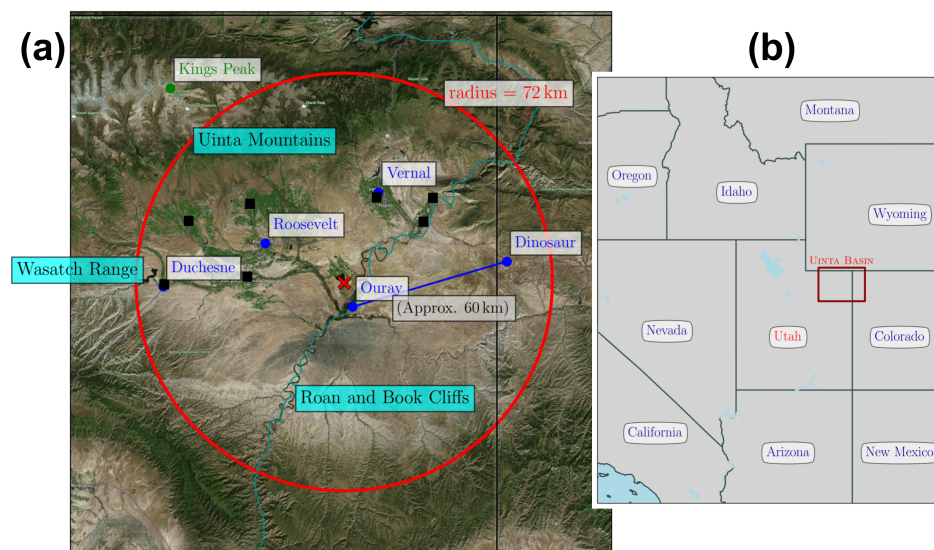 (a)
Kings Peak
radius = 72 km
Uinta Mountains
Vernal
Roosevelt
Dinosaur
Wasatch Range
Duchesne
Ouray
(Approx. 60 km)
Roan and Book Cliffs
(b)
Montana
Oregon
Idaho
Wyoming
Uinta Basin
Nevada
Utah
Colorado
California
Arizona
New Mexico